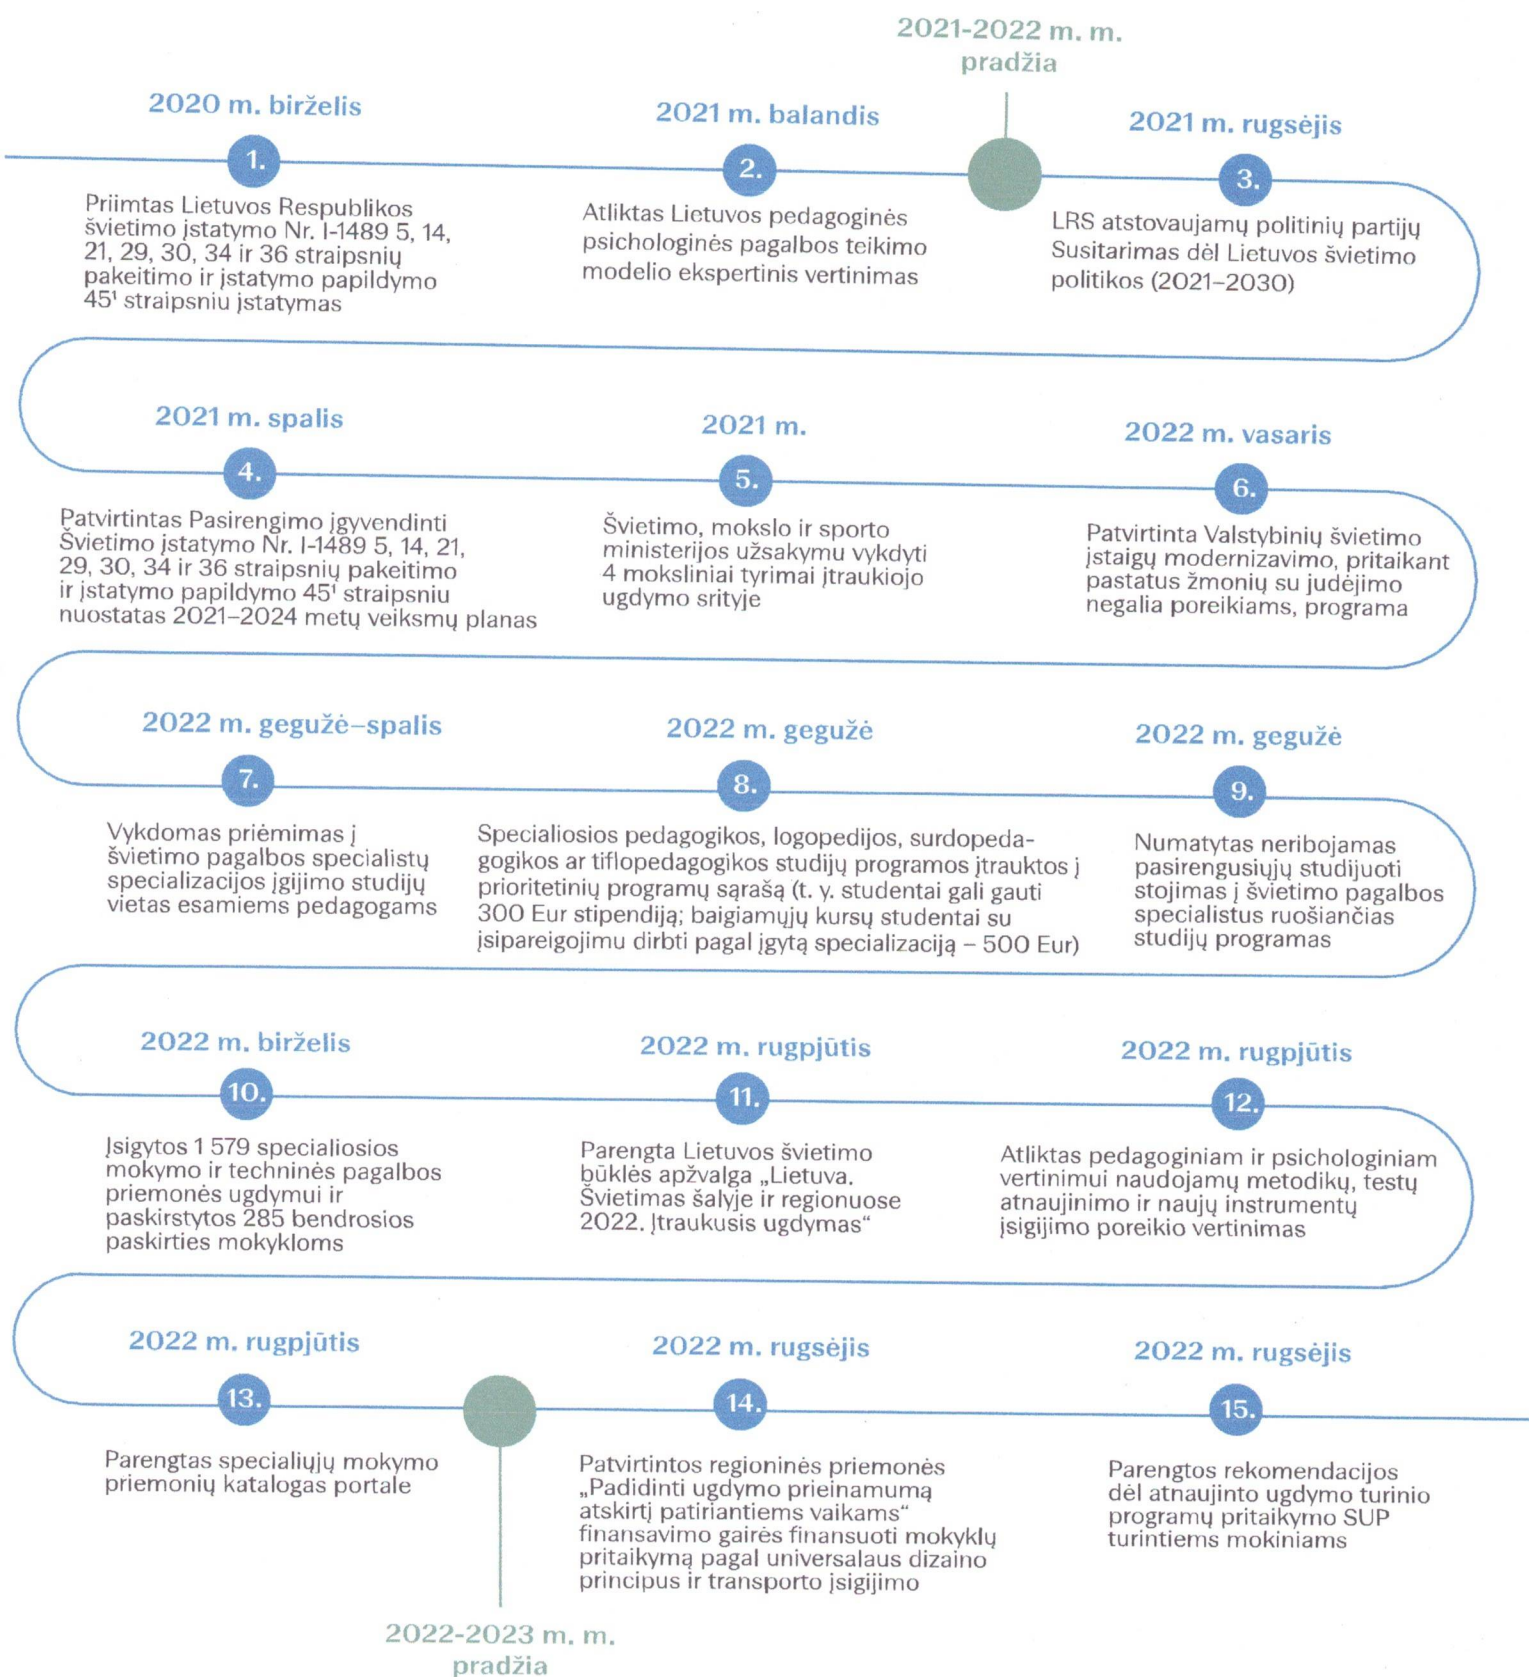 2021-2022 m. m.
pradžia
2020 m. birželis
1.
Priimtas Lietuvos Respublikos
švietimo įstatymo Nr. I-1489 5, 14,
21, 29, 30, 34 ir 36 straipsnių
pakeitimo ir įstatymo papildymo
45¹ straipsniu įstatymas
2021 m. balandis
2.
Atliktas Lietuvos pedagoginės
psichologinės pagalbos teikimo
modelio ekspertinis vertinimas
2021 m. rugsėjis
3.
LRS atstovaujamų politinių partijų
Susitarimas dėl Lietuvos švietimo
politikos (2021–2030)
2021 m. spalis
4.
Patvirtintas Pasirengimo įgyvendinti
Švietimo įstatymo Nr. I-1489 5, 14, 21,
29, 30, 34 ir 36 straipsnių pakeitimo
ir įstatymo papildymo 45¹ straipsniu
nuostatas 2021–2024 metų veiksmų planas
2021 m.
5.
Švietimo, mokslo ir sporto
ministerijos užsakymu vykdyti
4 moksliniai tyrimai įtraukiojo
ugdymo srityje
2022 m. vasaris
6.
Patvirtinta Valstybinių švietimo
įstaigų modernizavimo, pritaikant
pastatus žmonių su judėjimo
negalia poreikiams, programa
2022 m. gegužė–spalis
7.
Vykdomas priėmimas į
švietimo pagalbos specialistų
specializacijos įgijimo studijų
vietas esamiems pedagogams
2022 m. gegužė
8.
Specialiosios pedagogikos, logopedijos, surdopeda-
gogikos ar tiflopedagogikos studijų programos įtrauktos į
prioritetinių programų sąrašą (t. y. studentai gali gauti
300 Eur stipendiją; baigiamųjų kursų studentai su
įsipareigojimu dirbti pagal įgytą specializaciją – 500 Eur)
2022 m. gegužė
9.
Numatytas neribojamas
pasirengusiųjų studijuoti
stojimas į švietimo pagalbos
specialistus ruošiančias
studijų programas
2022 m. birželis
10.
Įsigytos 1 579 specialiosios
mokymo ir techninės pagalbos
priemonės ugdymui ir
paskirstytos 285 bendrosios
paskirties mokykloms
2022 m. rugpjūtis
11.
Parengta Lietuvos švietimo
būklės apžvalga „Lietuva.
Švietimas šalyje ir regionuose
2022. Įtraukusis ugdymas“
2022 m. rugpjūtis
12.
Atliktas pedagoginiam ir psichologiniam
vertinimui naudojamų metodikų, testų
atnaujinimo ir naujų instrumentų
įsigijimo poreikio vertinimas
2022 m. rugpjūtis
13.
Parengtas specialiųjų mokymo
priemonių katalogas portale
2022 m. rugsėjis
14.
Patvirtintos regioninės priemonės
„Padidinti ugdymo prieinamumą
atskirtį patiriantiems vaikams“
finansavimo gairės finansuoti mokyklų
pritaikymą pagal universalaus dizaino
principus ir transporto įsigijimo
2022 m. rugsėjis
15.
Parengtos rekomendacijos
dėl atnaujinto ugdymo turinio
programų pritaikymo SUP
turintiems mokiniams
2022-2023 m. m.
pradžia